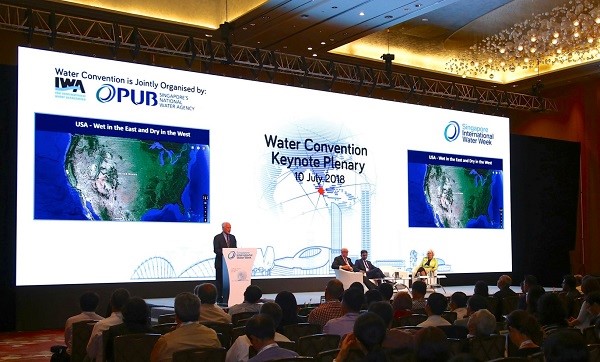 Water Convention is Jointly Organised by:
IWA
PUB
SINGAPORE'S
NATIONAL
WATER AGENCY
USA - Wet in the East and Dry in the West
Water Convention
Keynote Plenary
10 July 2018
Singapore
International
Water Week
USA - Wet in the East and Dry in the West